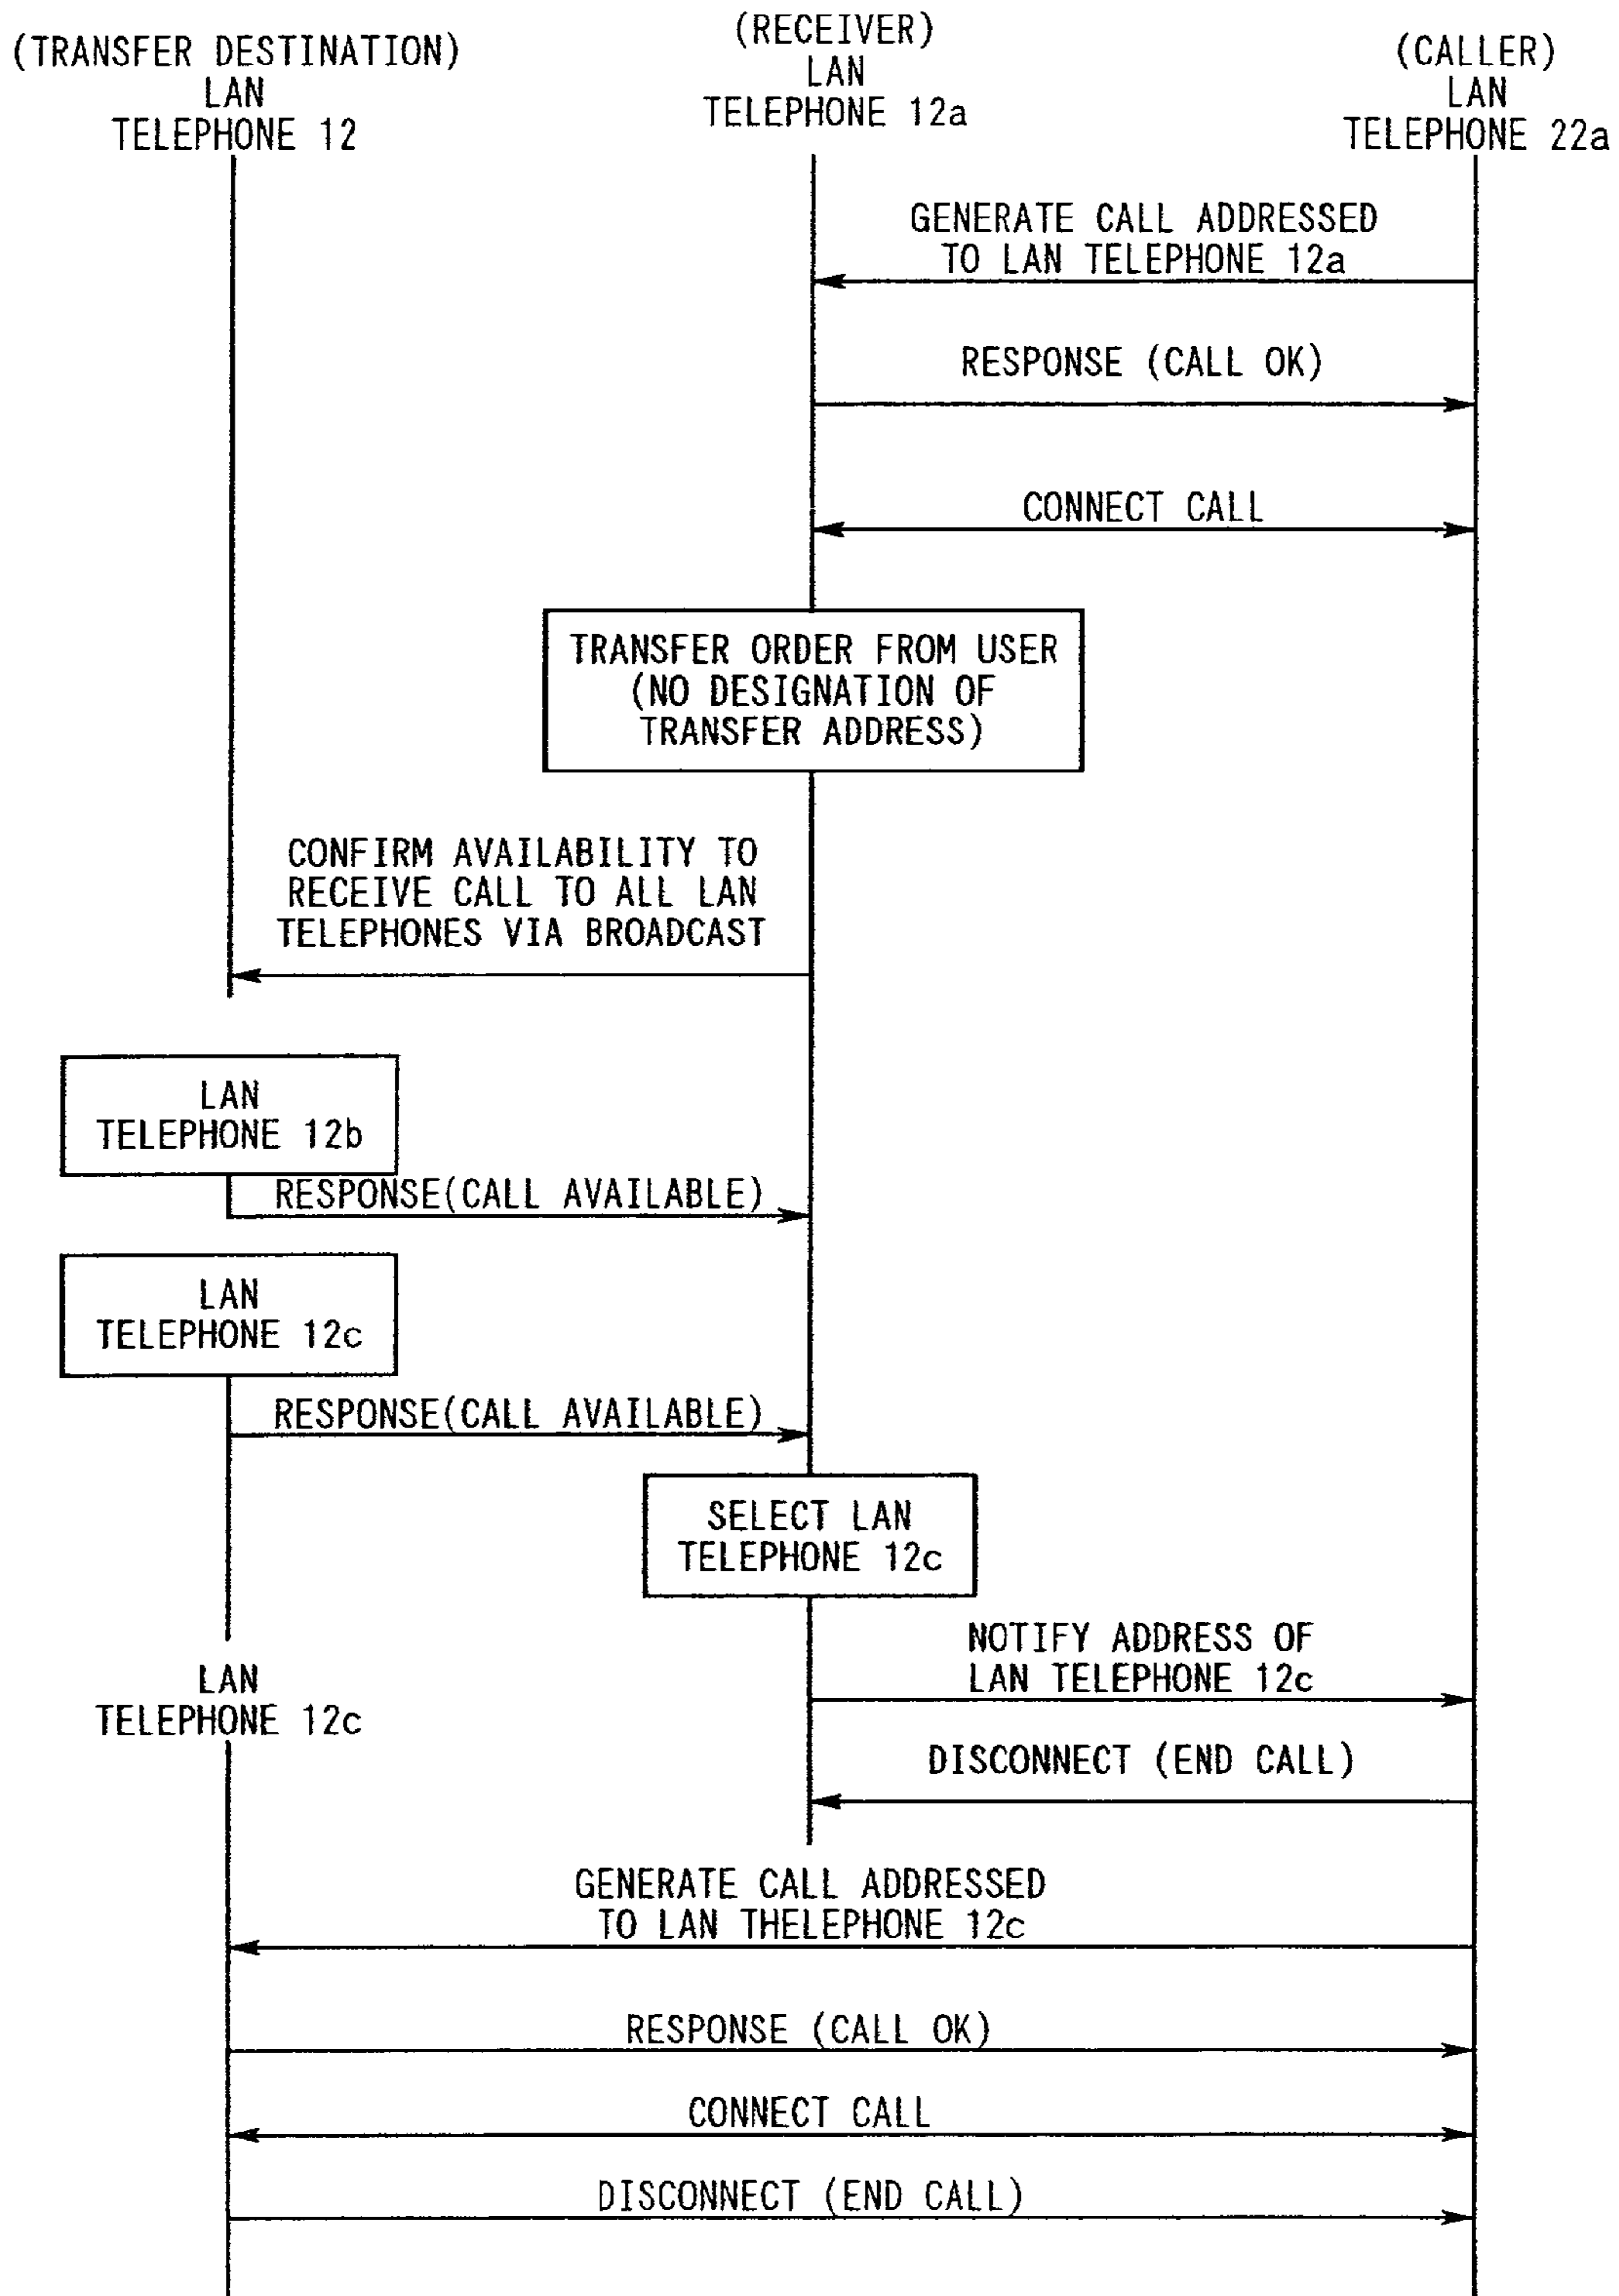 (TRANSFER DESTINATION)
LAN
TELEPHONE 12
(RECEIVER)
LAN
TELEPHONE 12a
(CALLER)
LAN
TELEPHONE 22a
GENERATE CALL ADDRESSED
TO LAN TELEPHONE 12a
RESPONSE (CALL OK)
CONNECT CALL
TRANSFER ORDER FROM USER
(NO DESIGNATION OF
TRANSFER ADDRESS)
CONFIRM AVAILABILITY TO
RECEIVE CALL TO ALL LAN
TELEPHONES VIA BROADCAST
LAN
TELEPHONE 12b
RESPONSE(CALL AVAILABLE)
LAN
TELEPHONE 12c
RESPONSE(CALL AVAILABLE)
SELECT LAN
TELEPHONE 12c
NOTIFY ADDRESS OF
LAN TELEPHONE 12c
LAN
TELEPHONE 12c
DISCONNECT (END CALL)
GENERATE CALL ADDRESSED
TO LAN THELEPHONE 12c
RESPONSE (CALL OK)
CONNECT CALL
DISCONNECT (END CALL)